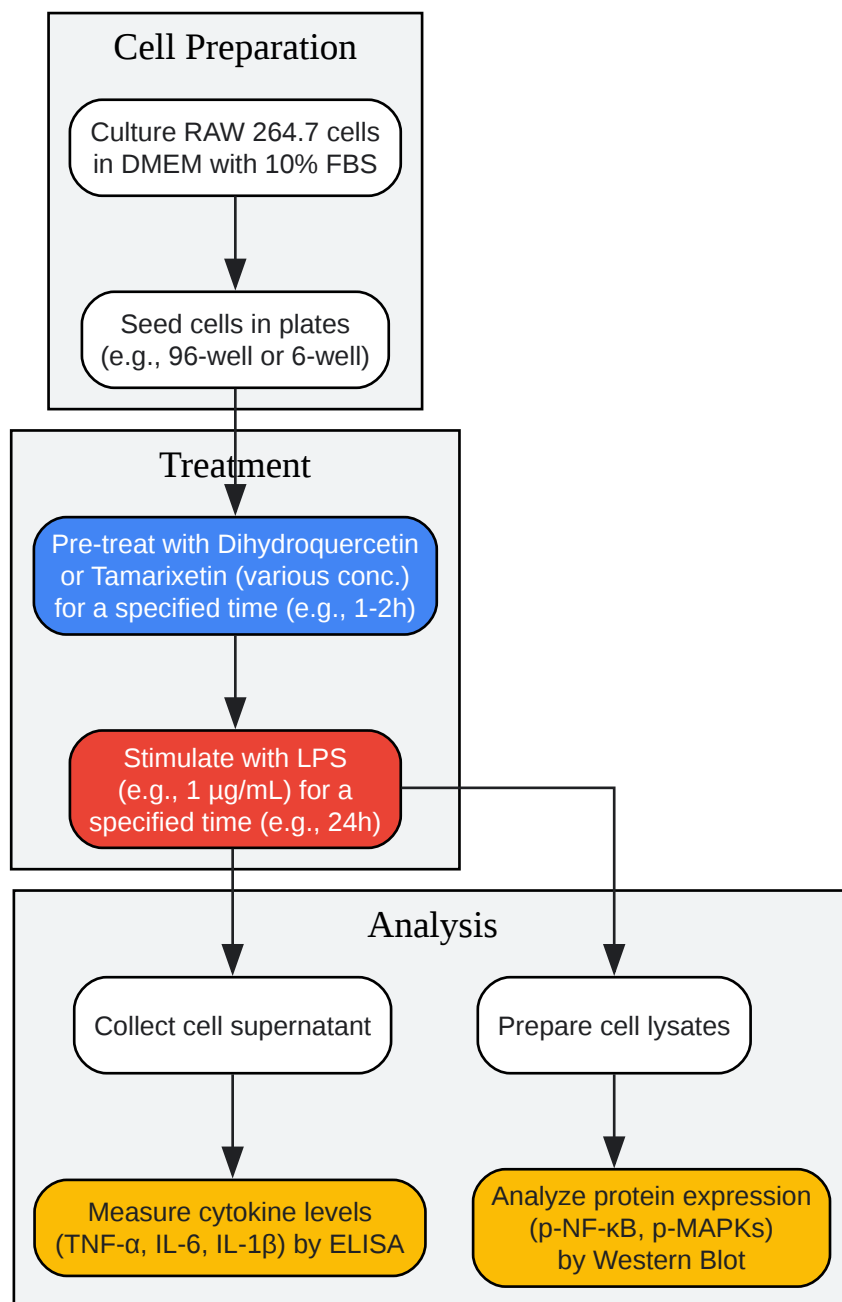 Cell Preparation
Culture RAW 264.7 cells
in DMEM with 10% FBS
Seed cells in plates
(e.g., 96-well or 6-well)
Treatment
Pre-treat with Dihydroquercetin
or Tamarixetin (various conc.)
for a specified time (e.g., 1-2h)
Stimulate with LPS
(e.g., 1 µg/mL) for a
specified time (e.g., 24h)
Analysis
Collect cell supernatant
Prepare cell lysates
Measure cytokine levels
(TNF-α, IL-6, IL-1β) by ELISA
Analyze protein expression
(p-NF-κB, p-MAPKs)
by Western Blot